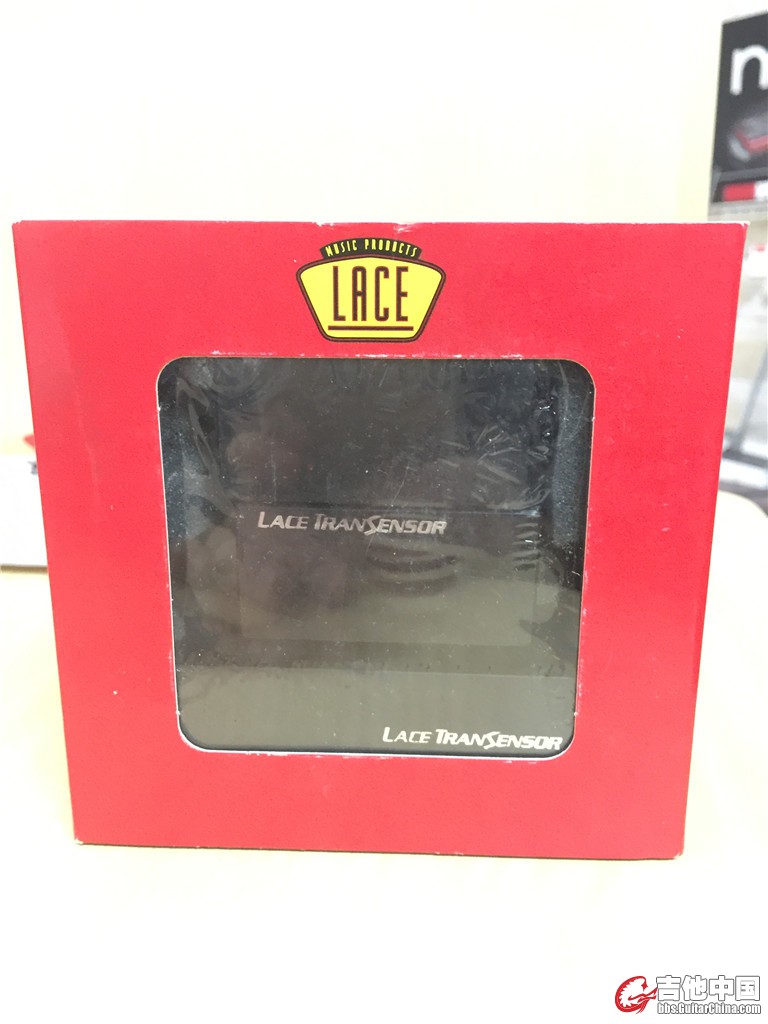 n
MUSIC PRODUCTS
LACE
LACE TRANSENSOR
LACE TRANSENSOR
吉他中国
bbs.GuitarChina.com